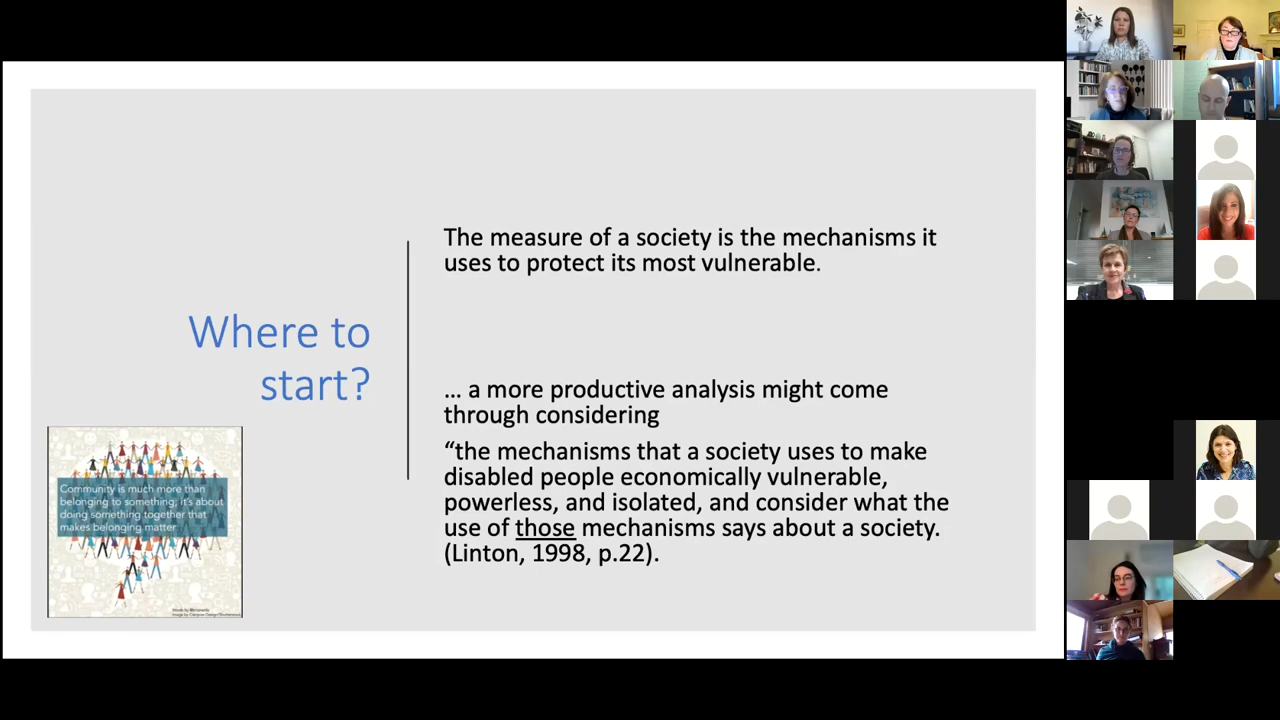 Where to
start?
The measure of a society is the mechanisms it
uses to protect its most vulnerable.
… a more productive analysis might come
through considering
“the mechanisms that a society uses to make
disabled people economically vulnerable,
powerless, and isolated, and consider what the
use of those mechanisms says about a society.
(Linton, 1998, p.22).
Community is much more than
belonging to something; it's about
doing something together that
makes belonging matter